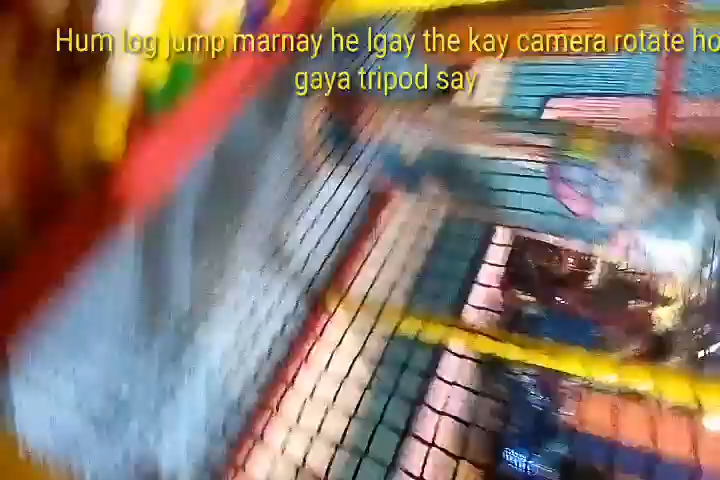 Hum log jump marnay he lgay the kay camera rotate ho
gaya tripod say